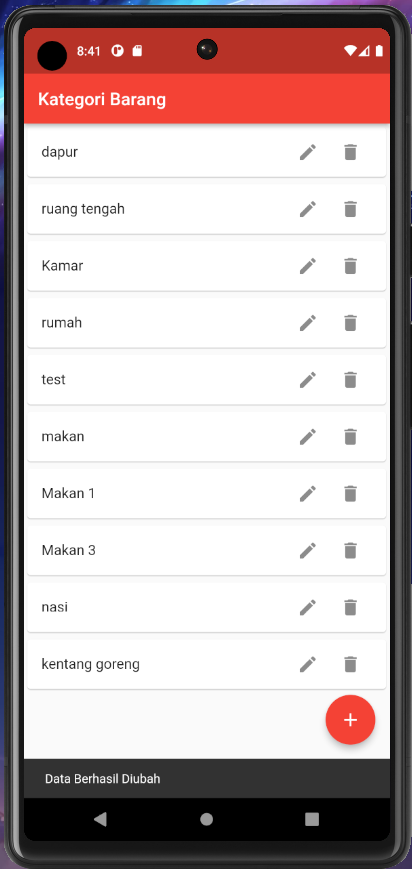 8:41
Kategori Barang
dapur
ruang tengah
Kamar
rumah
test
makan
Makan 1
Makan 3
nasi
kentang goreng
+
Data Berhasil Diubah